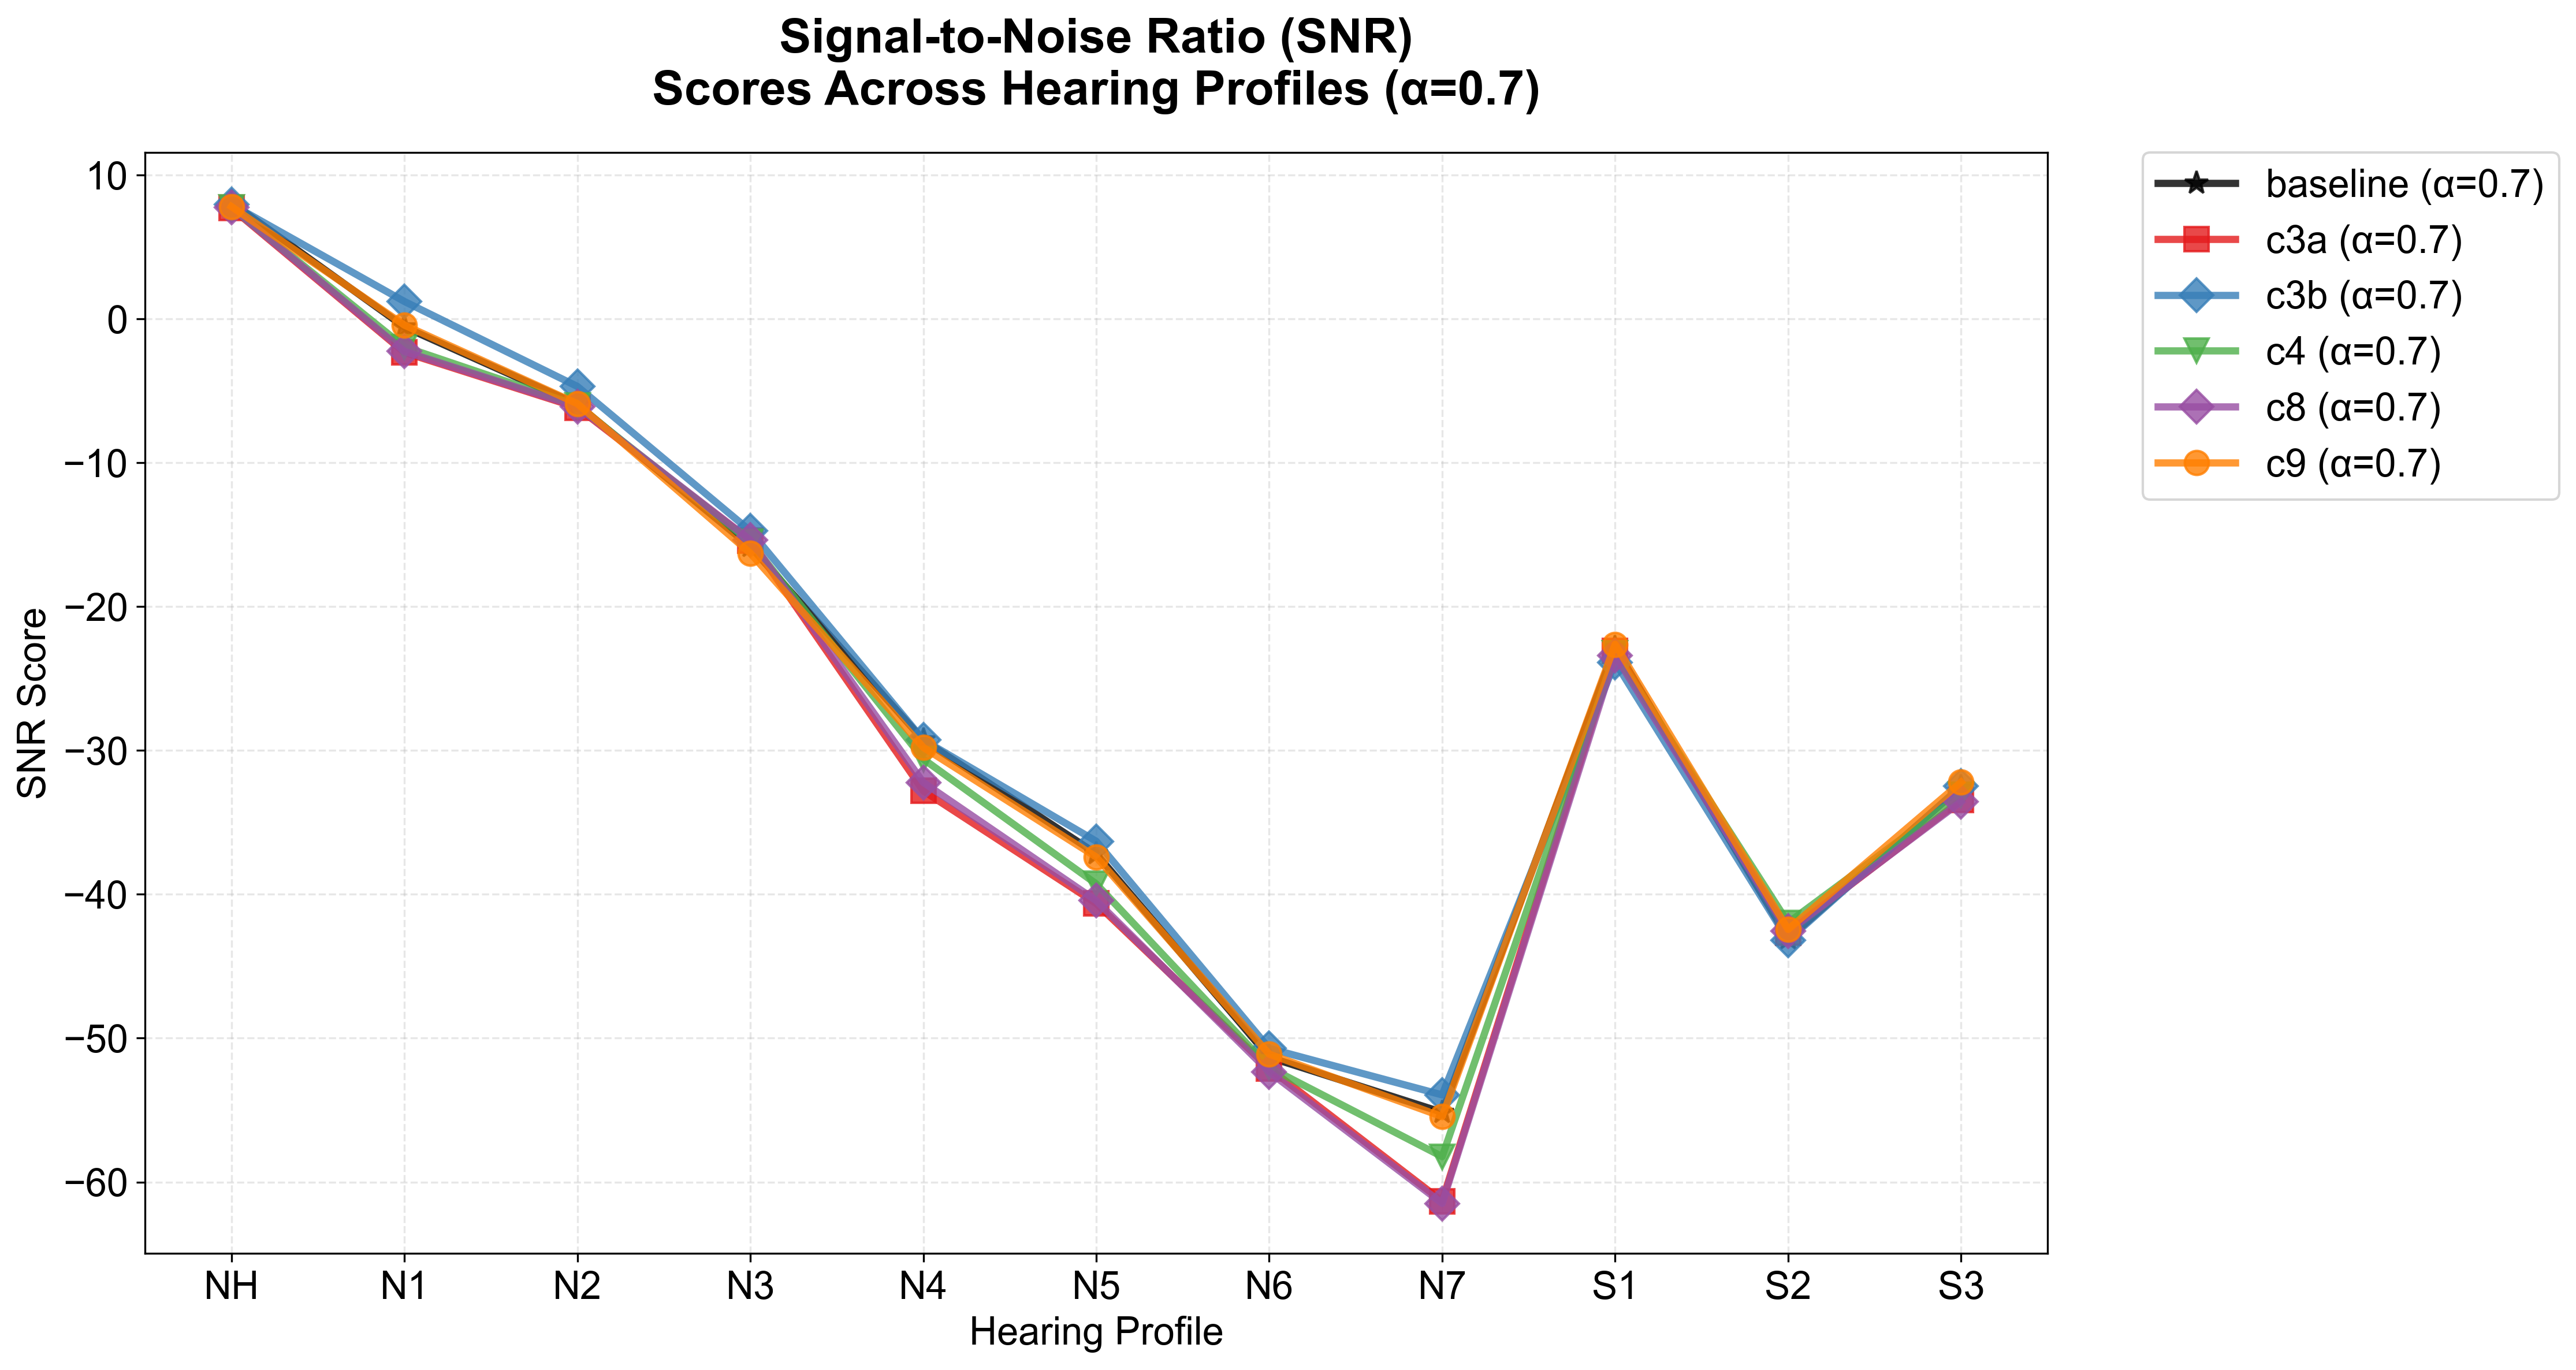 Signal-to-Noise Ratio (SNR)
Scores Across Hearing Profiles (α=0.7)
10
0
−10
−20
−30
−40
−50
−60
SNR Score
NH
N1
N2
N3
N4
N5
N6
N7
S1
S2
S3
Hearing Profile
baseline (α=0.7)
c3a (α=0.7)
c3b (α=0.7)
c4 (α=0.7)
c8 (α=0.7)
c9 (α=0.7)